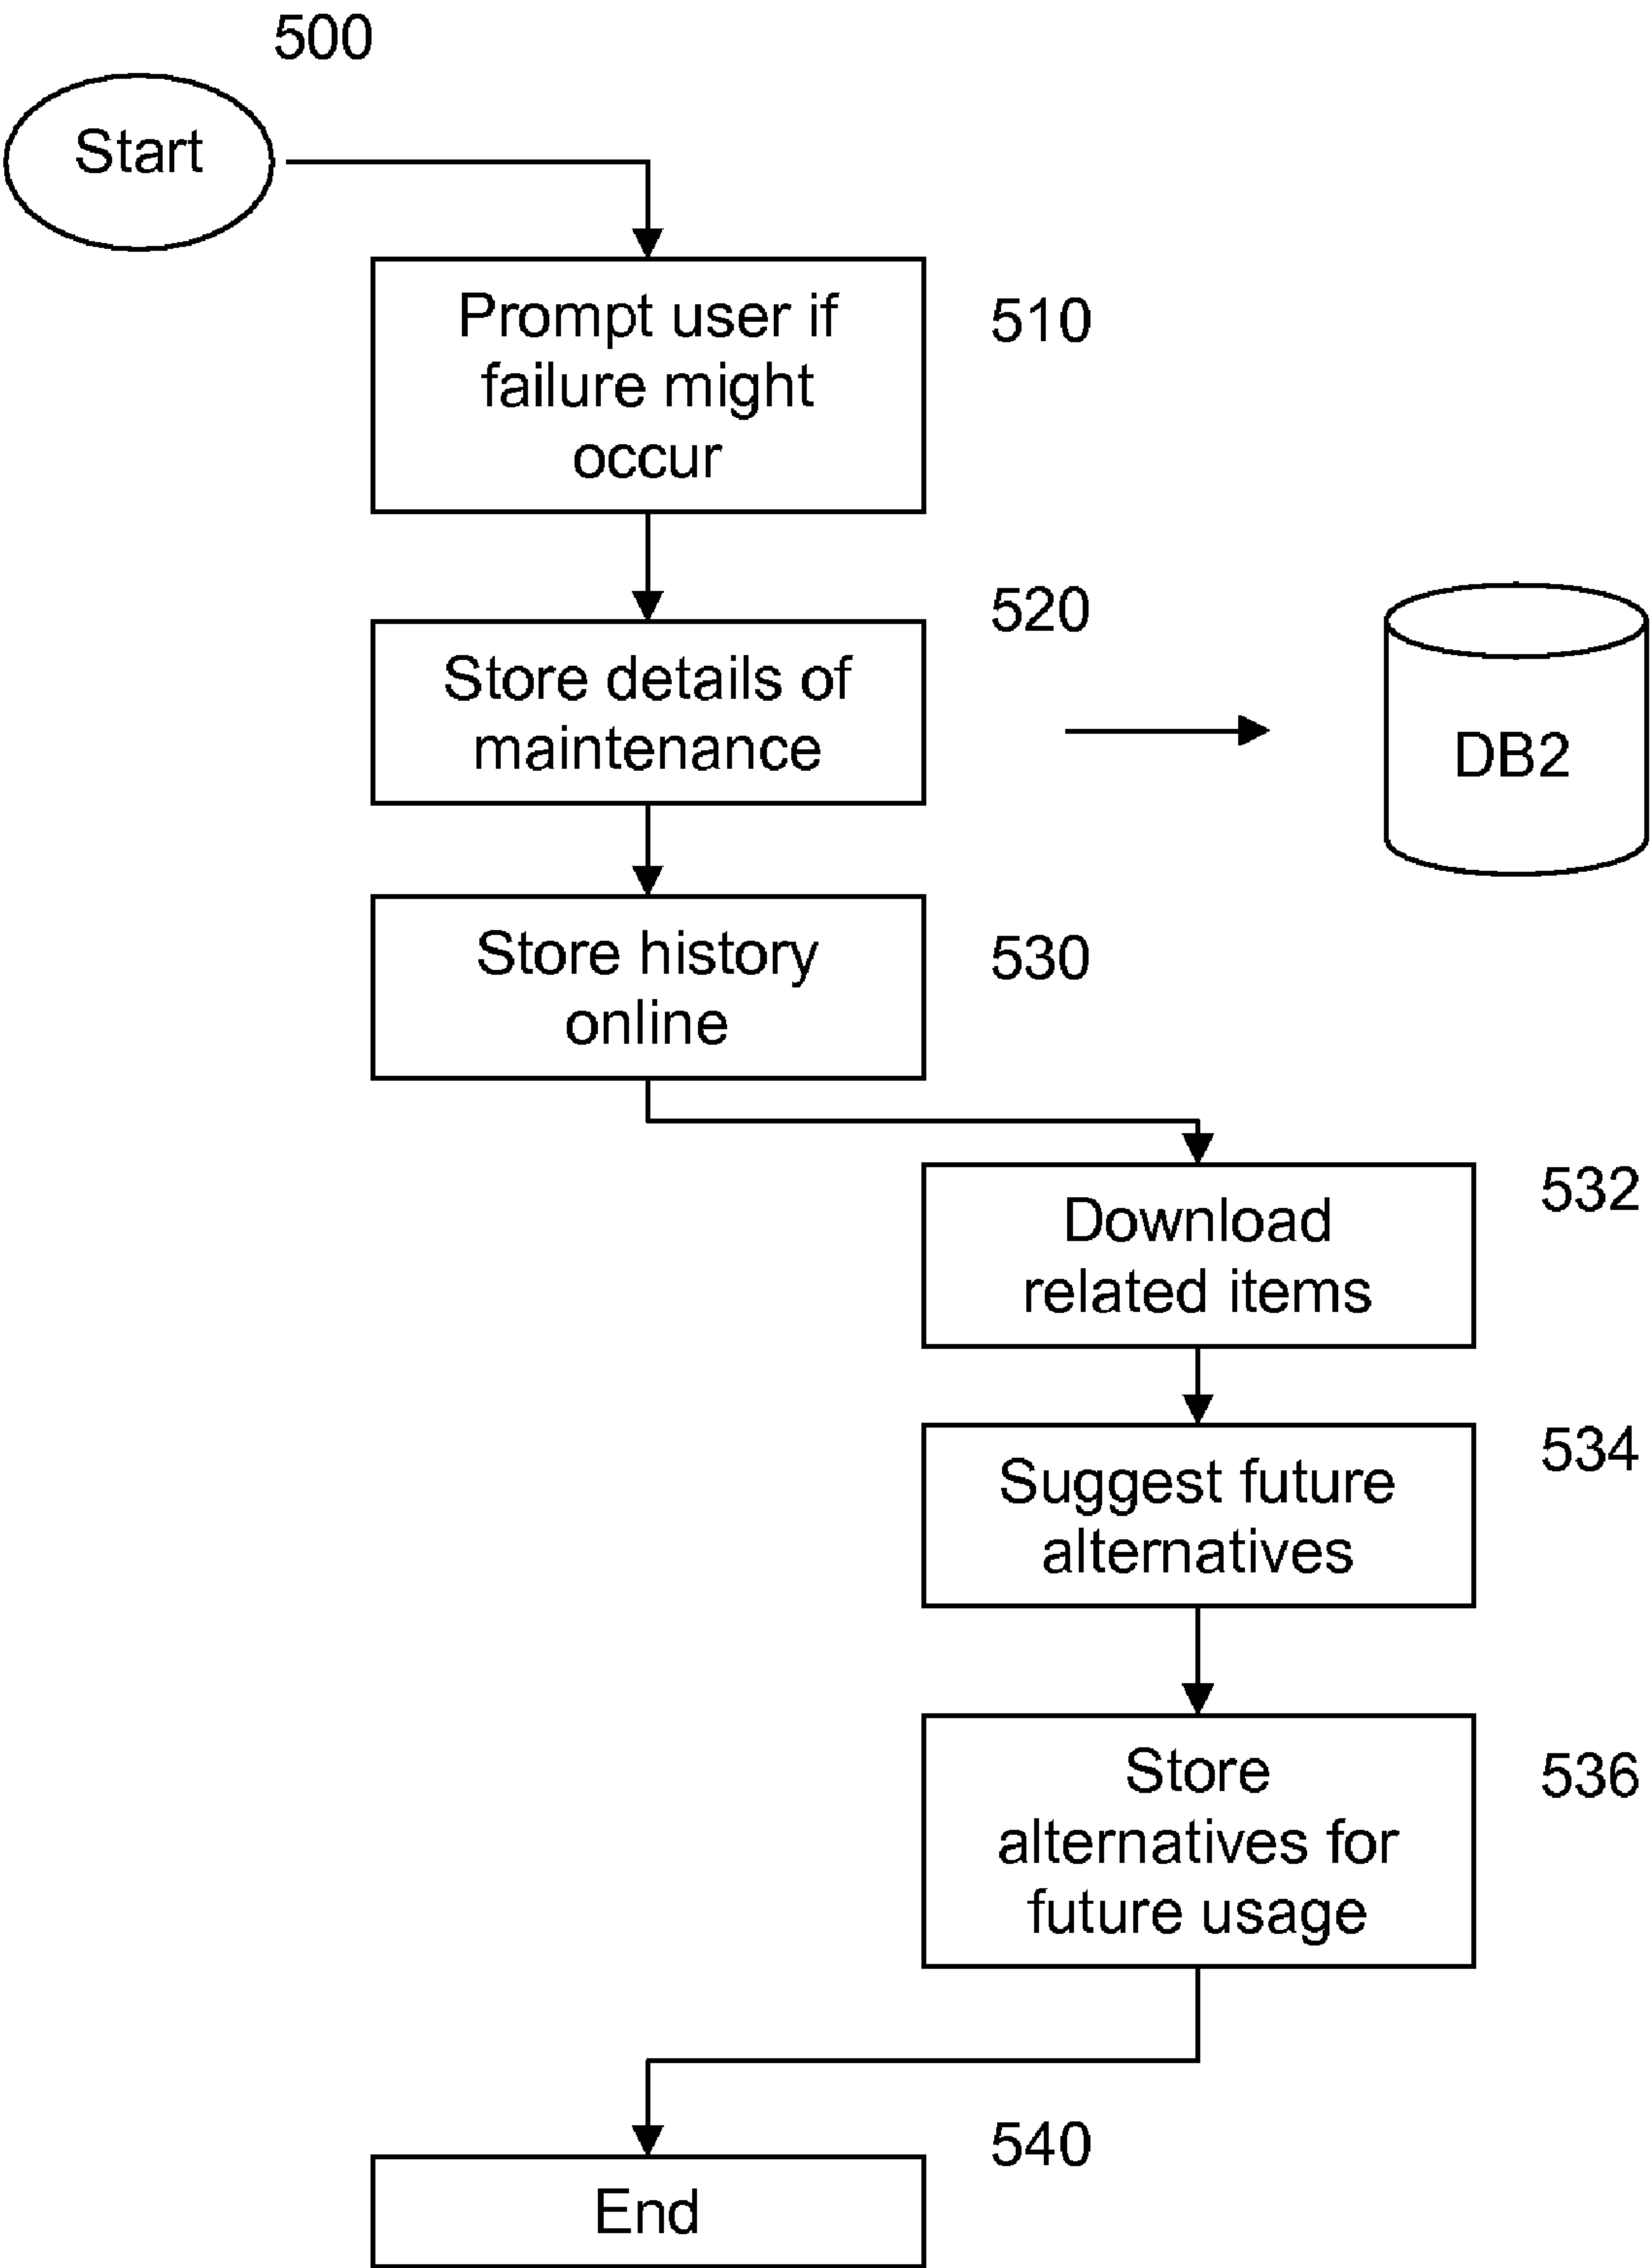 500
Start
Prompt user if
failure might
occur
510
520
Store details of
maintenance
DB2
Store history
online
530
Download
related items
532
Suggest future
alternatives
534
Store
alternatives for
future usage
536
540
End